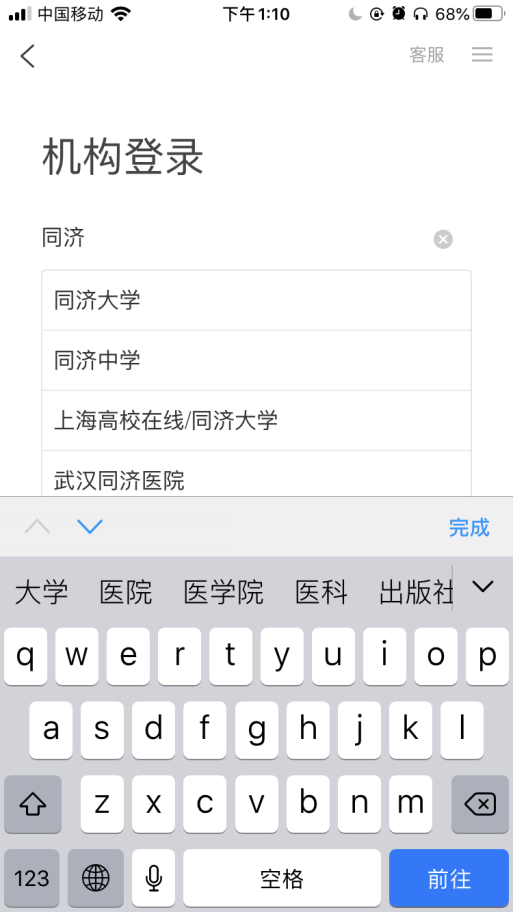 中国移动 下午1:10 68%
客服
机构登录
同济
同济大学
同济中学
上海高校在线/同济大学
武汉同济医院
完成
大学 医院 医学院 医科 出版社
q w e r t y u i o p
a s d f g h j k l
z x c v b n m
123 空格 前往